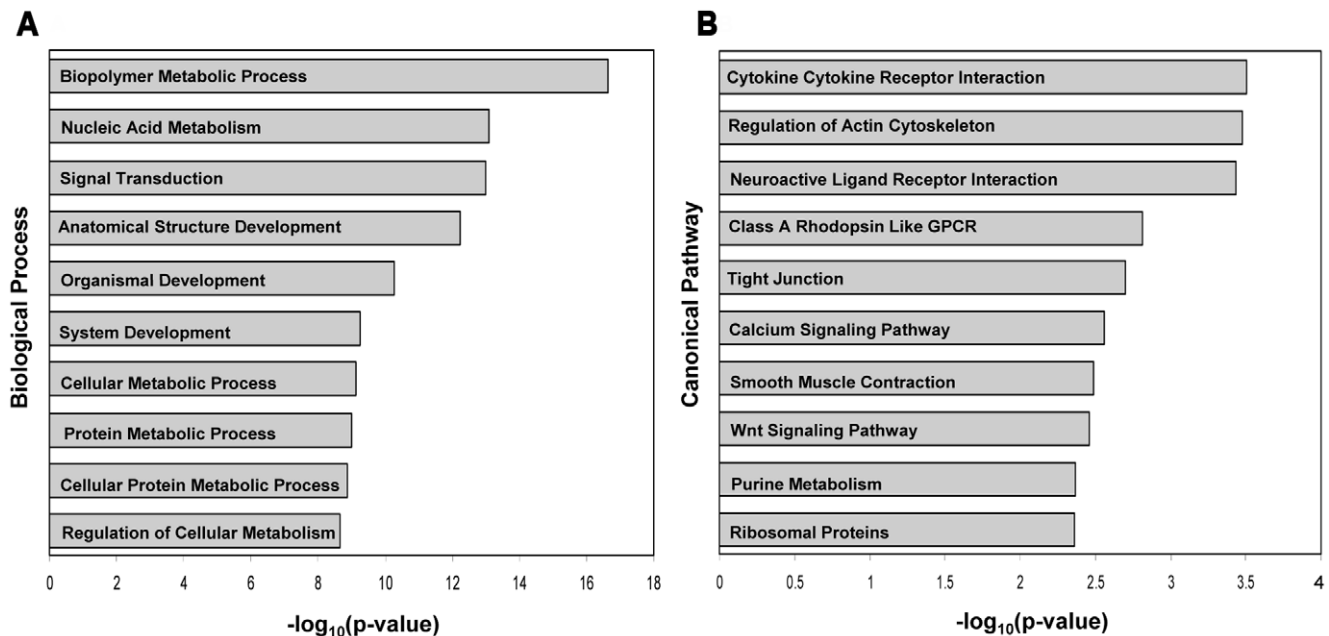 A
Biological Process
Biopolymer Metabolic Process
Nucleic Acid Metabolism
Signal Transduction
Anatomical Structure Development
Organismal Development
System Development
Cellular Metabolic Process
Protein Metabolic Process
Cellular Protein Metabolic Process
Regulation of Cellular Metabolism
0 2 4 6 8 10 12 14 16 18
-log10(p-value)
B
Canonical Pathway
Cytokine Cytokine Receptor Interaction
Regulation of Actin Cytoskeleton
Neuroactive Ligand Receptor Interaction
Class A Rhodopsin Like GPCR
Tight Junction
Calcium Signaling Pathway
Smooth Muscle Contraction
Wnt Signaling Pathway
Purine Metabolism
Ribosomal Proteins
0 0.5 1 1.5 2 2.5 3 3.5 4
-log10(p-value)